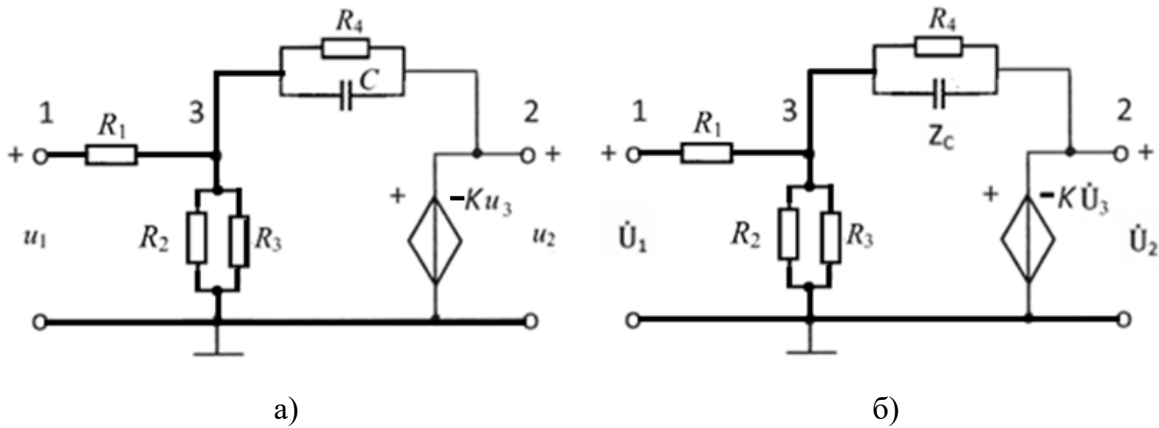 R₄ R₄
C Z_C
1 3 2 1 3 2
R₁ R₁
+ + + +
+ −Ku₃ + −KU̇₃
u₁ R₂ R₃ u₂ U̇₁ R₂ R₃ U̇₂
а) б)